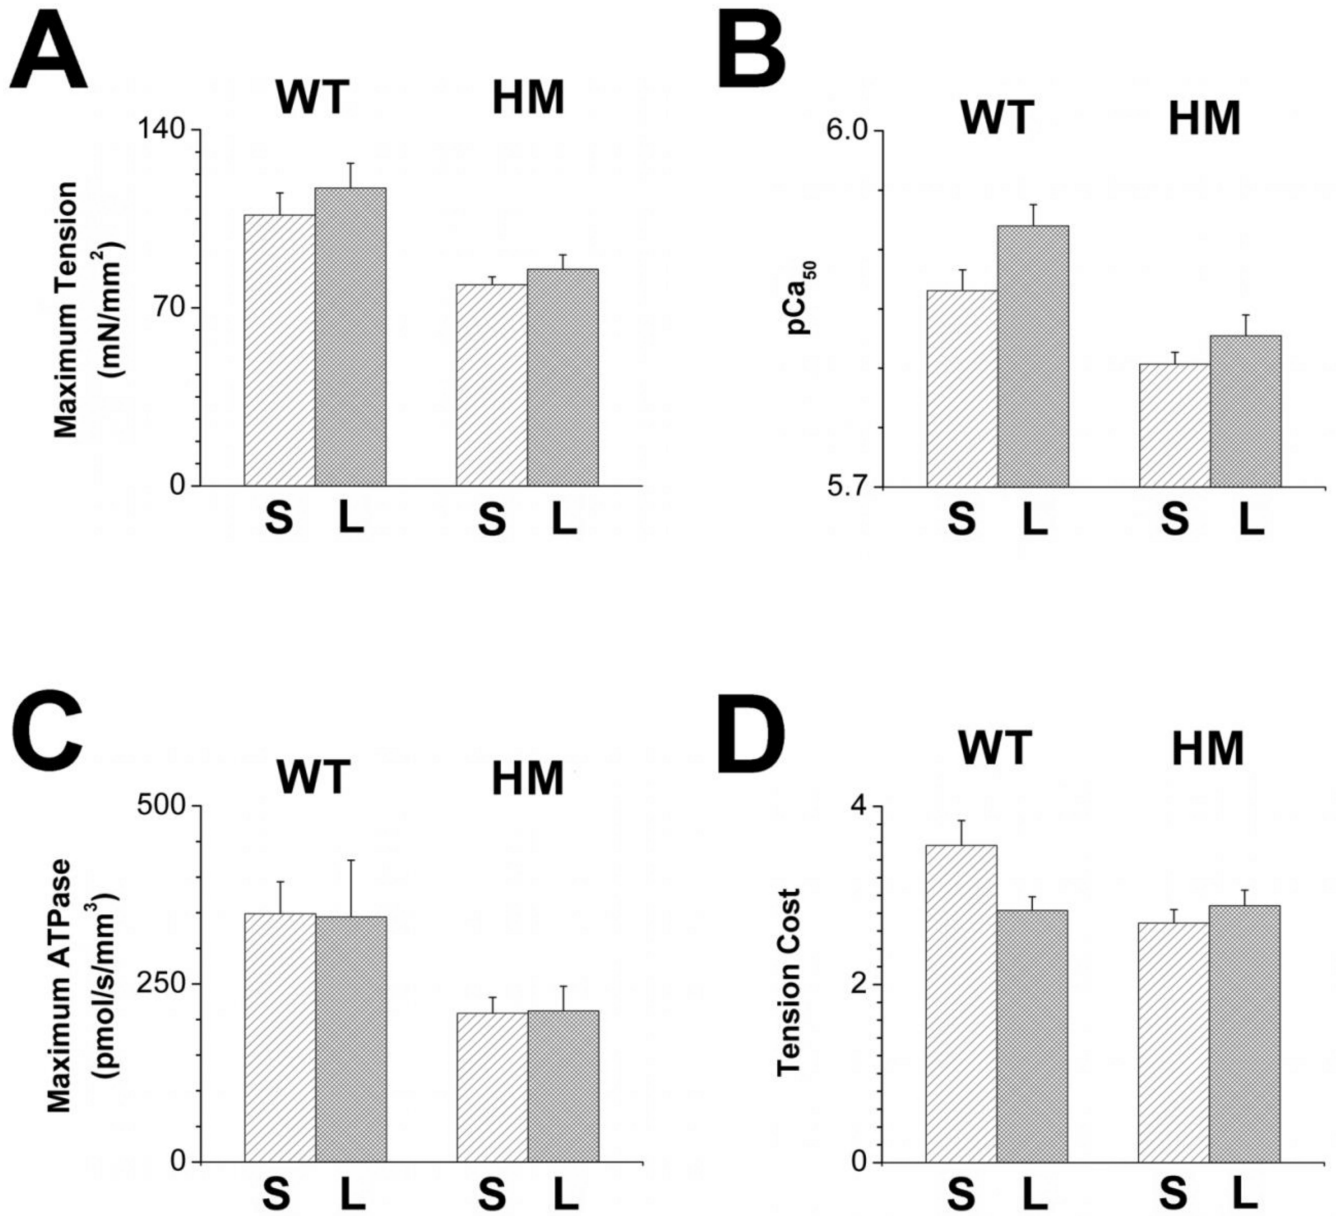 A
WT HM
140
70
0
Maximum Tension
(mN/mm2)
S L S L
B
WT HM
6.0
5.7
pCa50
S L S L
C
WT HM
500
250
0
Maximum ATPase
(pmol/s/mm3)
S L S L
D
WT HM
4
2
0
Tension Cost
S L S L